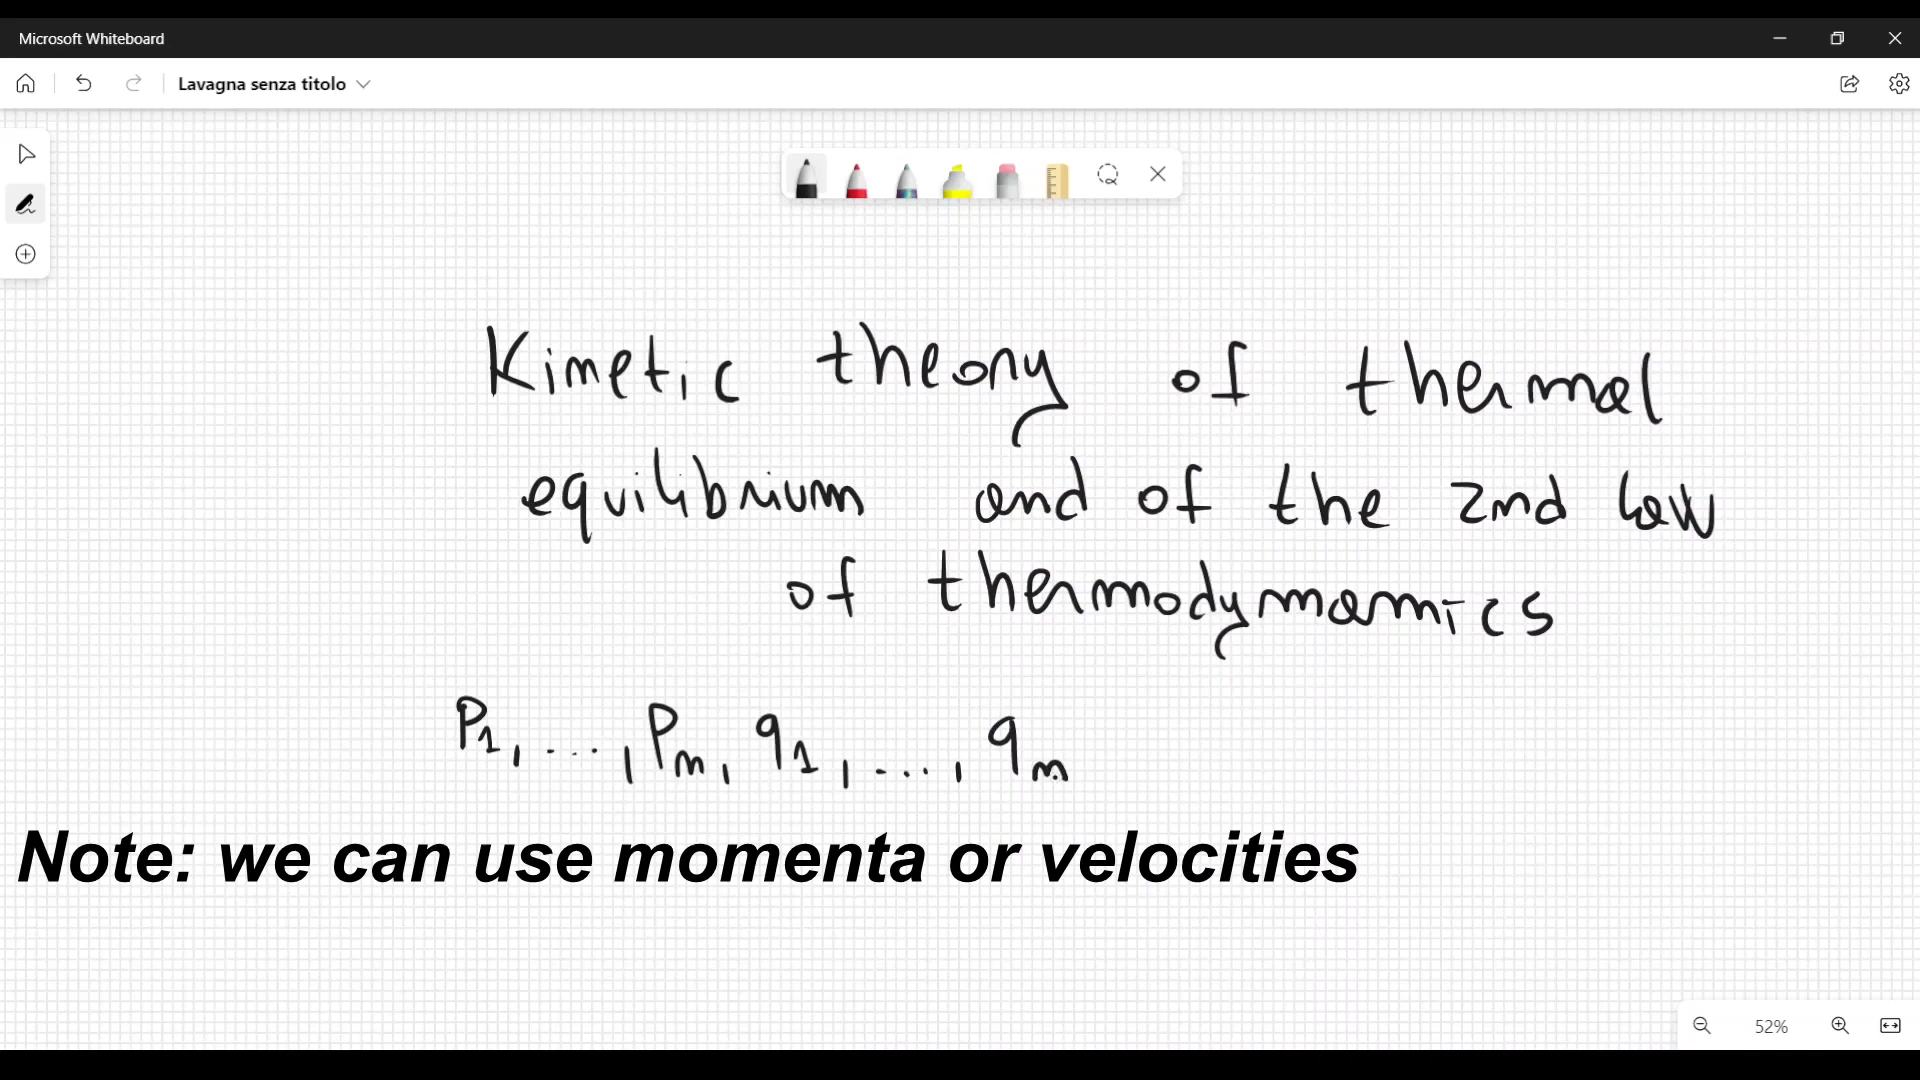 Microsoft Whiteboard
Lavagna senza titolo
Kinetic theory of thermal
equilibrium and of the 2nd law
of thermodynamics
p1, ..., pn, q1, ..., qn
Note: we can use momenta or velocities
52%